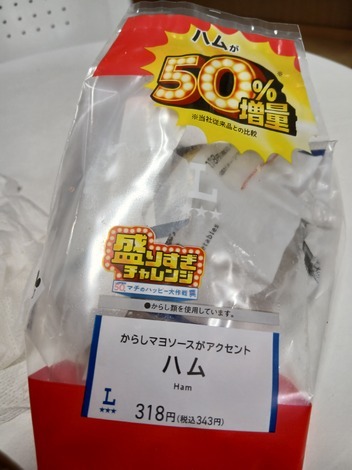 ハムが
50%
増量
※当社従来品との比較
L
盛りすぎ
チャレンジ
50th マチのハッピー大作戦
●からし類を使用しています。
からしマヨソースがアクセント
ハム
Ham
L
318円(税込343円)